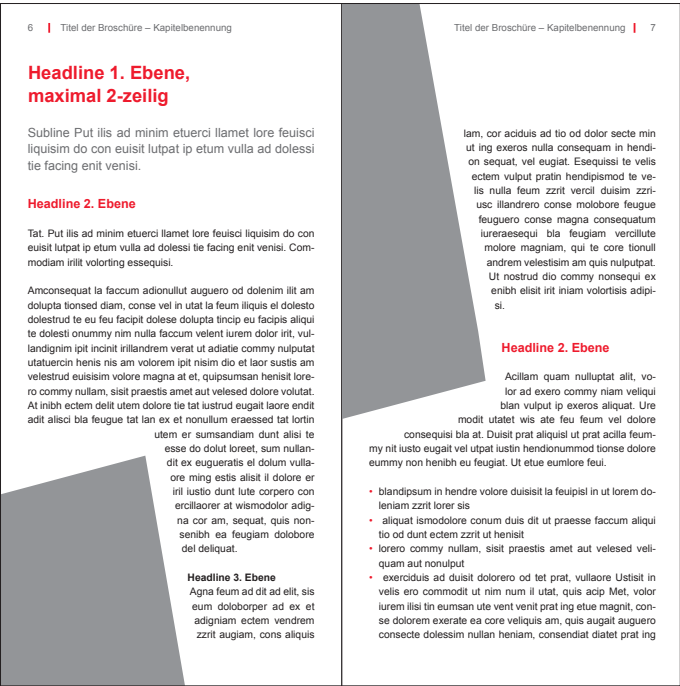 6 Titel der Broschüre – Kapitelbenennung
Headline 1. Ebene,
maximal 2-zeilig
Subline Put ilis ad minim etuerci llamet lore feuisci
liquisim do con euisit lutpat ip etum vulla ad dolessi
tie facing enit venisi.
Headline 2. Ebene
Tat. Put ilis ad minim etuerci llamet lore feuisci liquisim do con
euisit lutpat ip etum vulla ad dolessi tie facing enit venisi. Com-
modiam irilit volorting essequisi.
Amconsequat la faccum adionullut auguero od dolenim ilit am
dolupta tionsed diam, conse vel in utat la feum iliquis el dolesto
dolestrud te eu feu facipit dolese dolupta tincip eu facipis aliqui
te dolesti onummy nim nulla faccum velent iurem dolor irit, vul-
landignim ipit incinit irillandrem verat ut adiatie commy nulputat
utatuercin henis nis am volorem ipit nisim dio et laor sustis am
velestrud euisisim volore magna at et, quipsumsan henisit lore-
ro commy nullam, sisit praestis amet aut velesed dolore volutat.
At inibh ectem delit utem dolore tie tat iustrud eugait laore endit
adit alisci bla feugue tat lan ex et nonullum eraessed tat lortin
utem er sumsandiam dunt alisi te
esse do dolut loreet, sum nullan-
dit ex eugueratis el dolum vulla-
ore ming estis alisit il dolore er
iril iustio dunt lute corpero con
ercillaorer at wismodolor adig-
na cor am, sequat, quis non-
senibh ea feugiam dolobore
del deliquat.
Headline 3. Ebene
Agna feum ad dit ad elit, sis
eum doloborper ad ex et
adigniam ectem vendrem
zzrit augiam, cons aliquis
Titel der Broschüre – Kapitelbenennung 7
lam, cor aciduis ad tio od dolor secte min
ut ing exeros nulla consequam in hendi-
on sequat, vel eugiat. Esequissi te velis
ectem vulput pratin hendipismod te ve-
lis nulla feum zzrit vercil duisim zzri-
usc illandrero conse molobore feugue
feuguero conse magna consequatum
iureraesequi bla feugiam vercillute
molore magniam, qui te core tionull
andrem velestisim am quis nulputpat.
Ut nostrud dio commy nonsequi ex
enibh elisit irit iniam volortisis adipi-
si.
Headline 2. Ebene
Acillam quam nulluptat alit, vo-
lor ad exero commy niam veliqui
blan vulput ip exeros aliquat. Ure
modit utatet wis ate feu feum vel dolore
consequisi bla at. Duisit prat aliquisl ut prat acilla feum-
my nit iusto eugait vel utpat iustin hendionummod tionse dolore
eummy non henibh eu feugiat. Ut etue eumlore feui.
• blandipsum in hendre volore duisisit la feuipisl in ut lorem do-
leniam zzrit lorer sis
• aliquat ismodolore conum duis dit ut praesse faccum aliqui
tio od dunt ectem zzrit ut henisit
• lorero commy nullam, sisit praestis amet aut velesed veli-
quam aut nonulput
• exerciduis ad duisit dolorero od tet prat, vullaore Ustisit in
velis ero commodit ut nim num il utat, quis acip Met, volor
iurem ilisi tin eumsan ute vent venit prat ing etue magnit, con-
se dolorem exerate ea core veliquis am, quis augait auguero
consecte dolessim nullan heniam, consendiat diatet prat ing